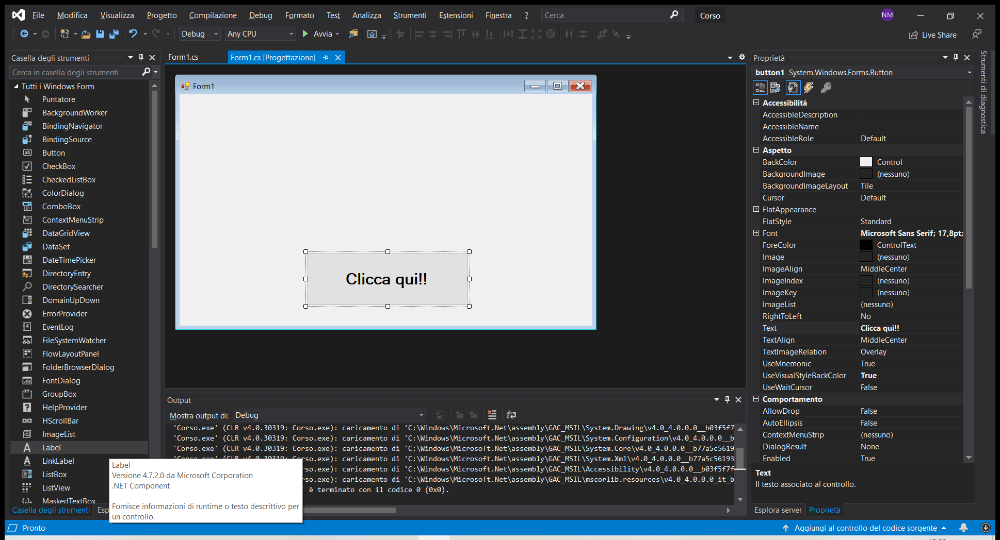 File Modifica Visualizza Progetto Compilazione Debug Formato Test Analizza Strumenti Estensioni Finestra ? Cerca Corso NM
Debug Any CPU Avvia Live Share
Casella degli strumenti
Cerca in casella degli strumenti
Tutti i Windows Form
Puntatore
BackgroundWorker
BindingNavigator
BindingSource
Button
CheckBox
CheckedListBox
ColorDialog
ComboBox
ContextMenuStrip
DataGridView
DataSet
DateTimePicker
DirectoryEntry
DirectorySearcher
DomainUpDown
ErrorProvider
EventLog
FileSystemWatcher
FlowLayoutPanel
FolderBrowserDialog
FontDialog
GroupBox
HelpProvider
HScrollBar
ImageList
Label
LinkLabel
ListBox
ListView
MaskedTextBox
Casella degli strumenti Esp
Label
Versione 4.7.2.0 da Microsoft Corporation
.NET Component
Fornisce informazioni di runtime o testo descrittivo per
un controllo.
Form1.cs Form1.cs [Progettazione]
Form1
Clicca qui!!
Output
Mostra output di: Debug
'Corso.exe' (CLR v4.0.30319: Corso.exe): caricamento di 'C:\Windows\Microsoft.Net\assembly\GAC_MSIL\System.Drawing\v4.0_4.0.0.0__b03f5f7
'Corso.exe' (CLR v4.0.30319: Corso.exe): caricamento di 'C:\Windows\Microsoft.Net\assembly\GAC_MSIL\System.Configuration\v4.0_4.0.0.0__b
'Corso.exe' (CLR v4.0.30319: Corso.exe): caricamento di 'C:\Windows\Microsoft.Net\assembly\GAC_MSIL\System.Core\v4.0_4.0.0.0__b77a5c5619
'Corso.exe' (CLR v4.0.30319: Corso.exe): caricamento di 'C:\Windows\Microsoft.Net\assembly\GAC_MSIL\System.Xml\v4.0_4.0.0.0__b77a5c56193
so.exe): caricamento di 'C:\Windows\Microsoft.Net\assembly\GAC_MSIL\Accessibility\v4.0_4.0.0.0__b03f5f7f
so.exe): caricamento di 'C:\Windows\Microsoft.Net\assembly\GAC_MSIL\mscorlib.resources\v4.0_4.0.0.0_it_b
' è terminato con il codice 0 (0x0).
Proprietà
button1 System.Windows.Forms.Button
Accessibilità
AccessibleDescription
AccessibleName
AccessibleRole Default
Aspetto
BackColor Control
BackgroundImage (nessuno)
BackgroundImageLayout Tile
Cursor Default
FlatAppearance
FlatStyle Standard
Font Microsoft Sans Serif; 17,8pt;
ForeColor ControlText
Image (nessuno)
ImageAlign MiddleCenter
ImageIndex (nessuno)
ImageKey (nessuno)
ImageList (nessuno)
RightToLeft No
Text Clicca qui!!
TextAlign MiddleCenter
TextImageRelation Overlay
UseMnemonic True
UseVisualStyleBackColor True
UseWaitCursor False
Comportamento
AllowDrop False
AutoEllipsis False
ContextMenuStrip (nessuno)
DialogResult None
Enabled True
Text
Il testo associato al controllo.
Esplora server Proprietà
Strumenti di diagnostica
Pronto Aggiungi al controllo del codice sorgente